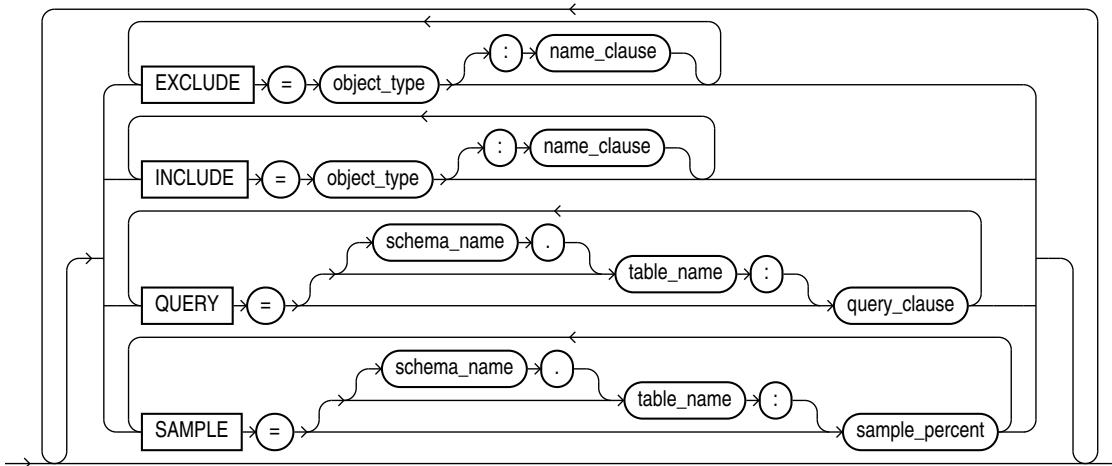 EXCLUDE = object_type : name_clause
INCLUDE = object_type : name_clause
QUERY = schema_name . table_name : query_clause
SAMPLE = schema_name . table_name : sample_percent